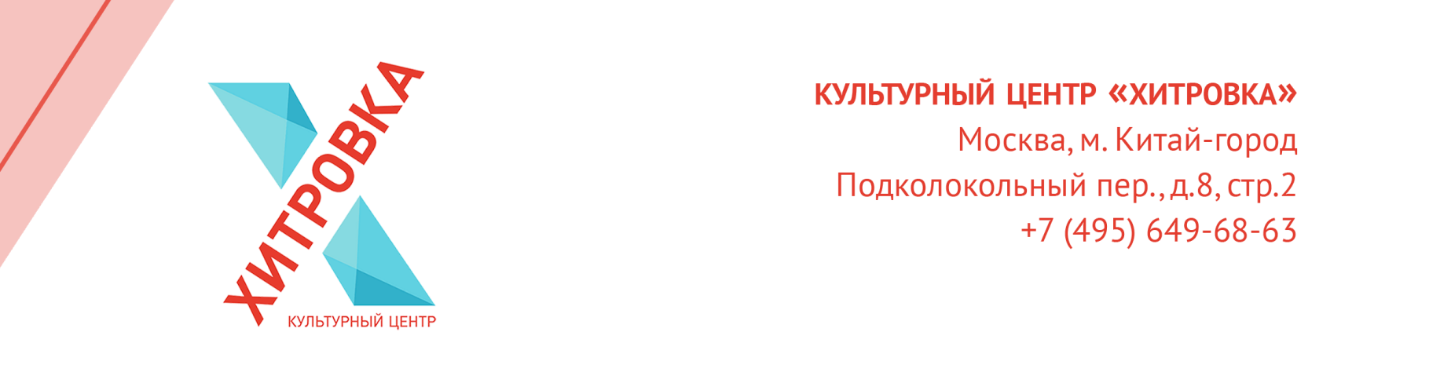 ХИТРОВКА
КУЛЬТУРНЫЙ ЦЕНТР
КУЛЬТУРНЫЙ ЦЕНТР «ХИТРОВКА»
Москва, м. Китай-город
Подколокольный пер., д.8, стр.2
+7 (495) 649-68-63